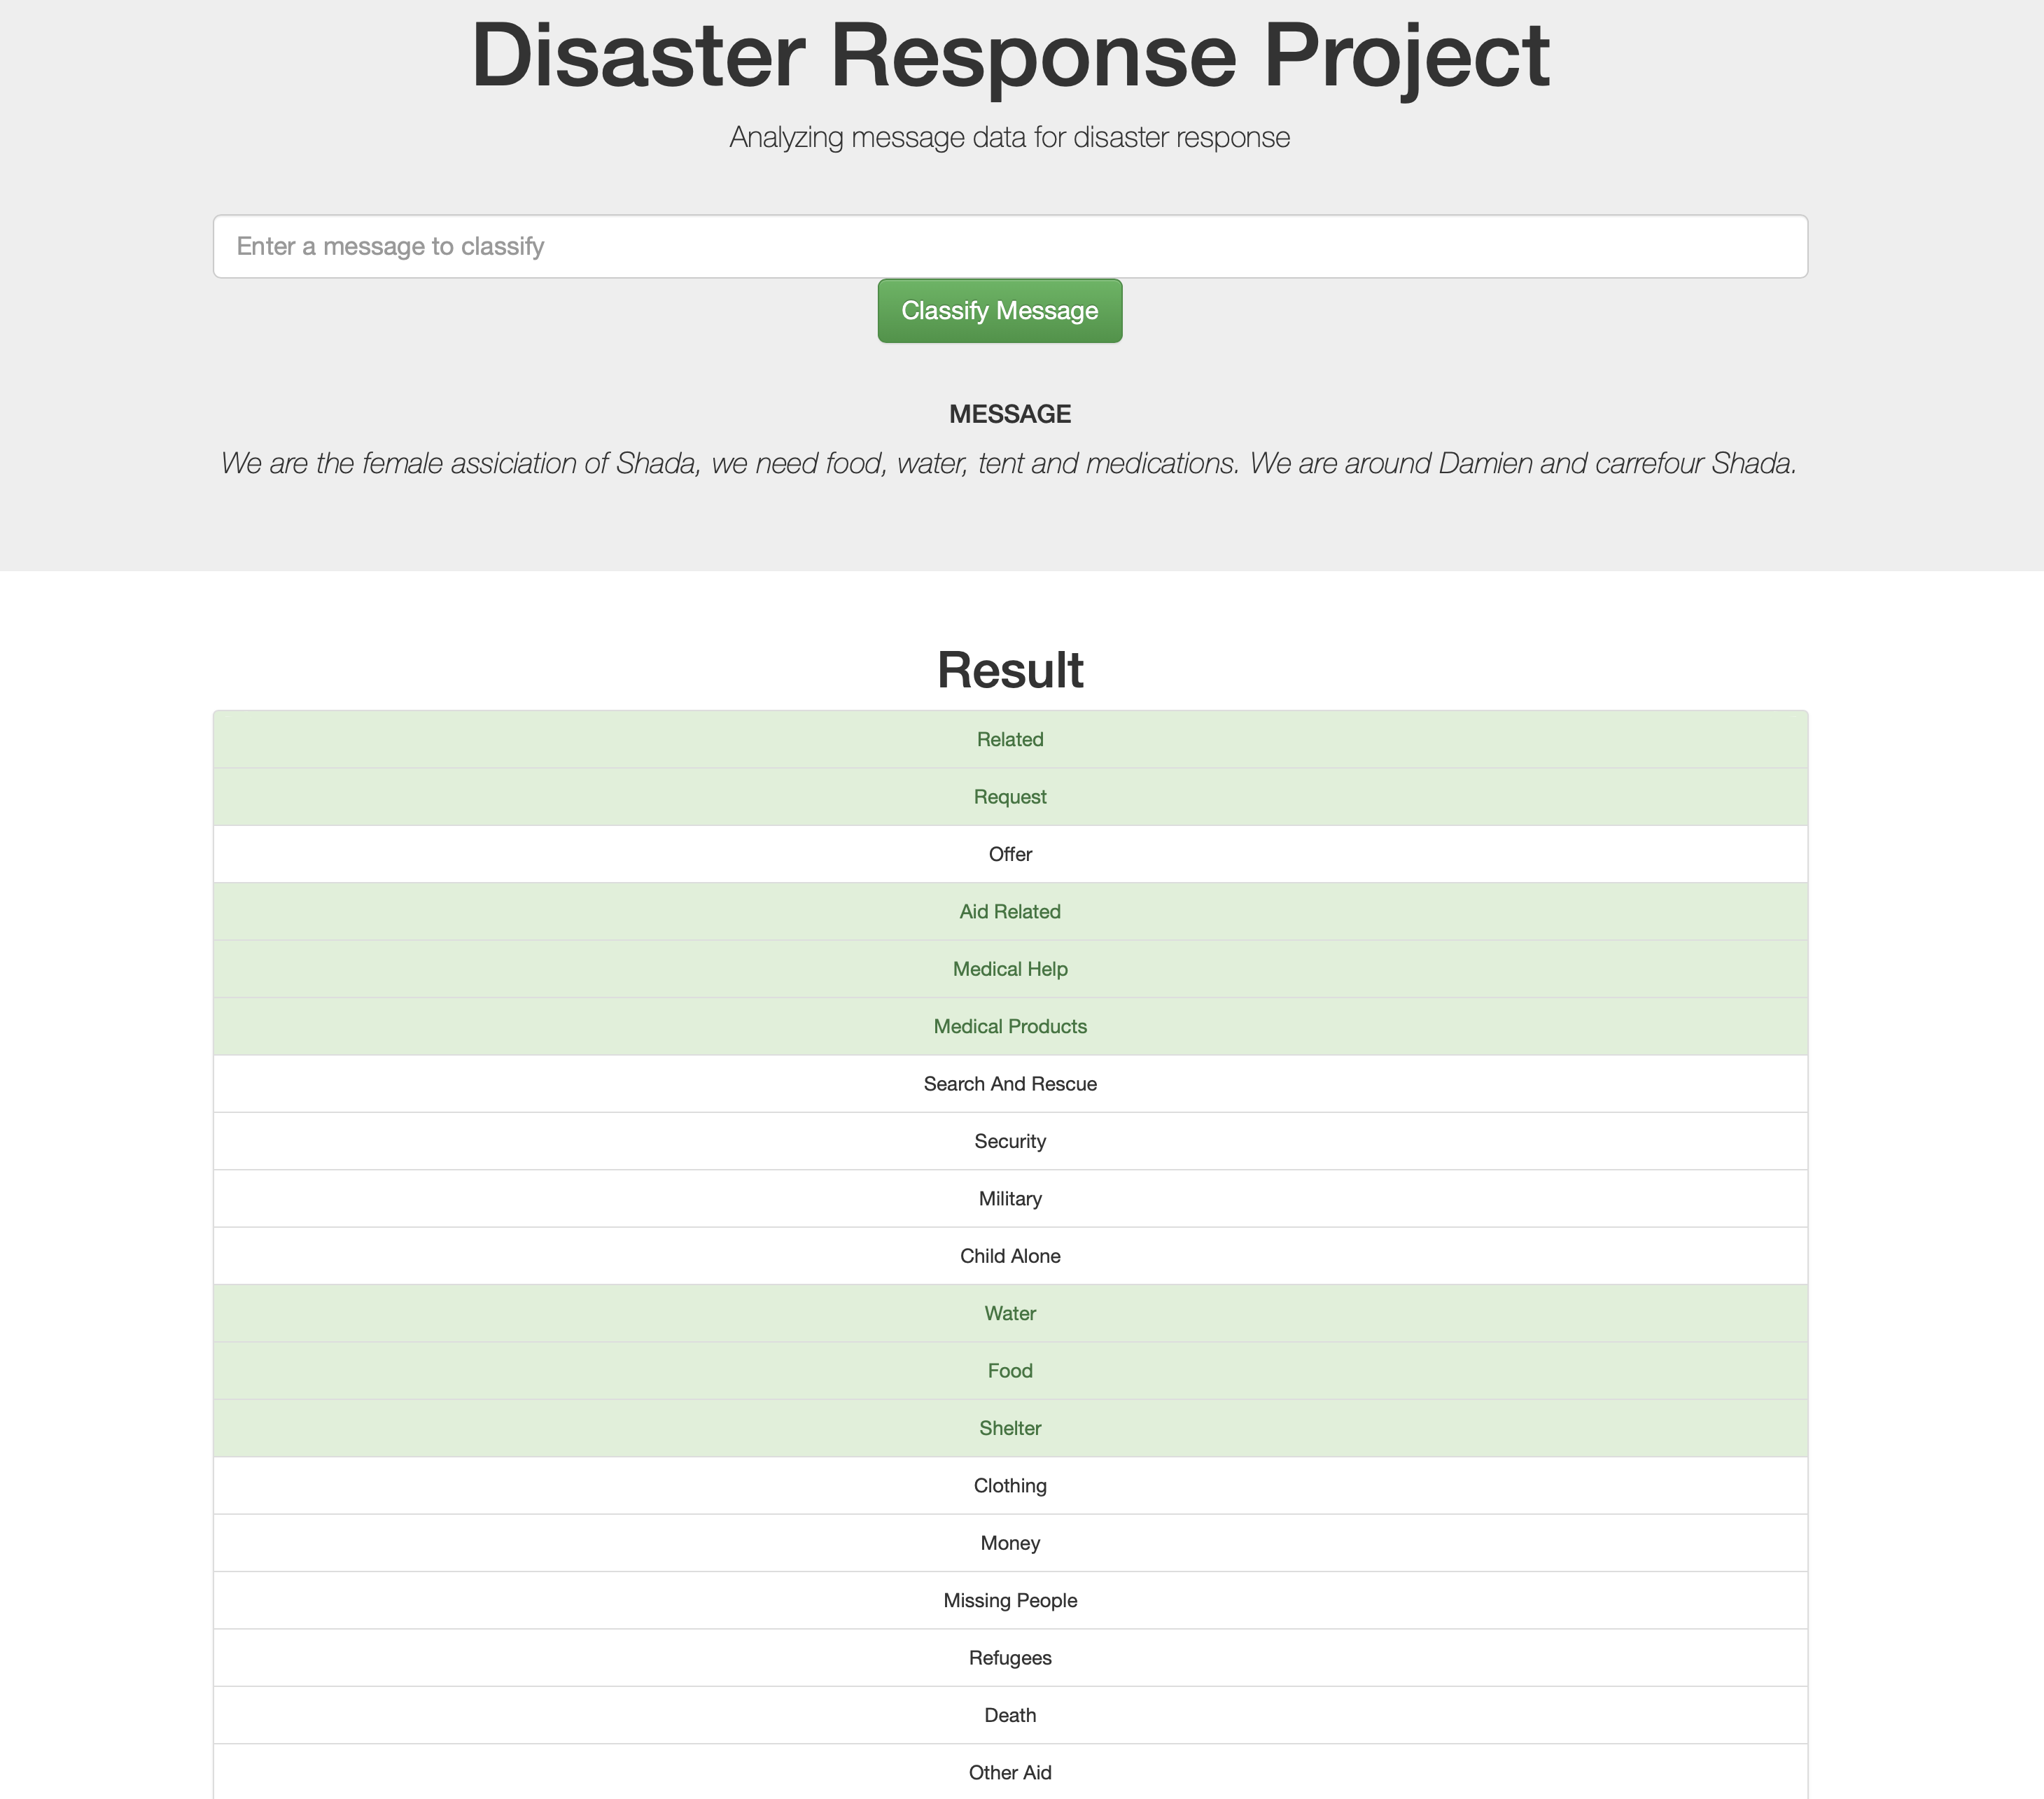 Disaster Response Project
Analyzing message data for disaster response
Enter a message to classify
Classify Message
MESSAGE
We are the female assiciation of Shada, we need food, water, tent and medications. We are around Damien and carrefour Shada.
Result
Related
Request
Offer
Aid Related
Medical Help
Medical Products
Search And Rescue
Security
Military
Child Alone
Water
Food
Shelter
Clothing
Money
Missing People
Refugees
Death
Other Aid